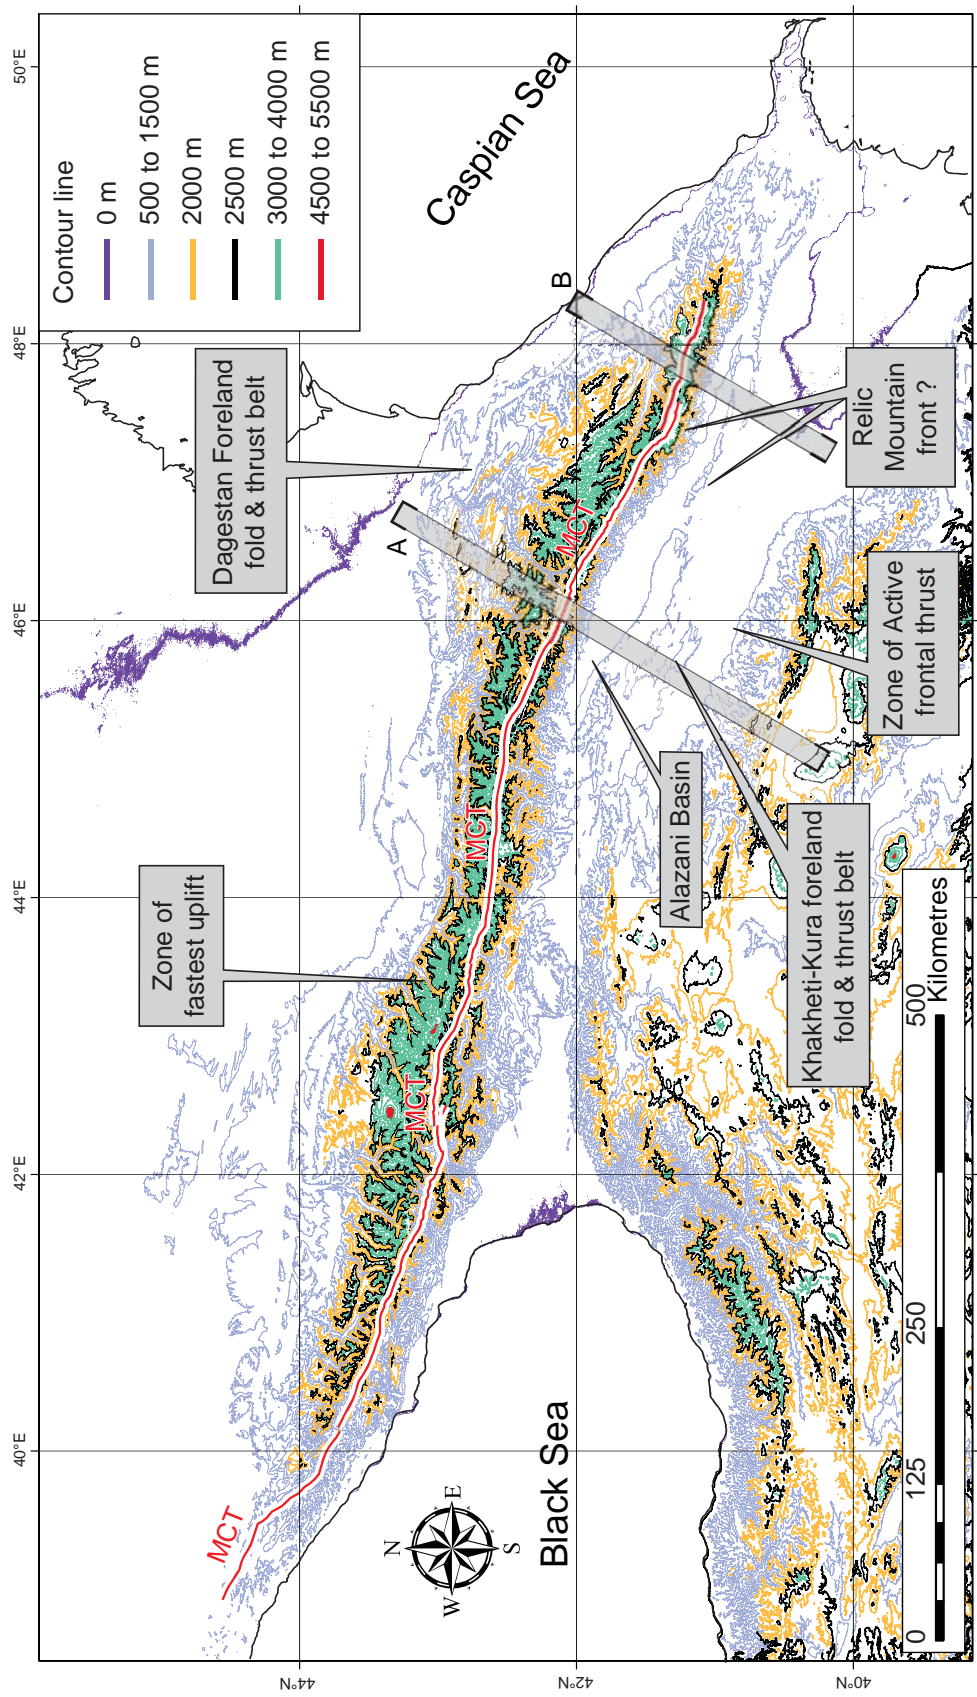 40°E
42°E
44°E
46°E
48°E
50°E
44°N
42°N
40°N
Contour line
0 m
500 to 1500 m
2000 m
2500 m
3000 to 4000 m
4500 to 5500 m
Zone of
fastest uplift
Dagestan Foreland
fold & thrust belt
Caspian Sea
MCT
MCT
MCT
MCT
A
B
N
W
E
S
Black Sea
Alazani Basin
Khakheti-Kura foreland
fold & thrust belt
Zone of Active
frontal thrust
Relic
Mountain
front ?
0
125
250
500
Kilometres